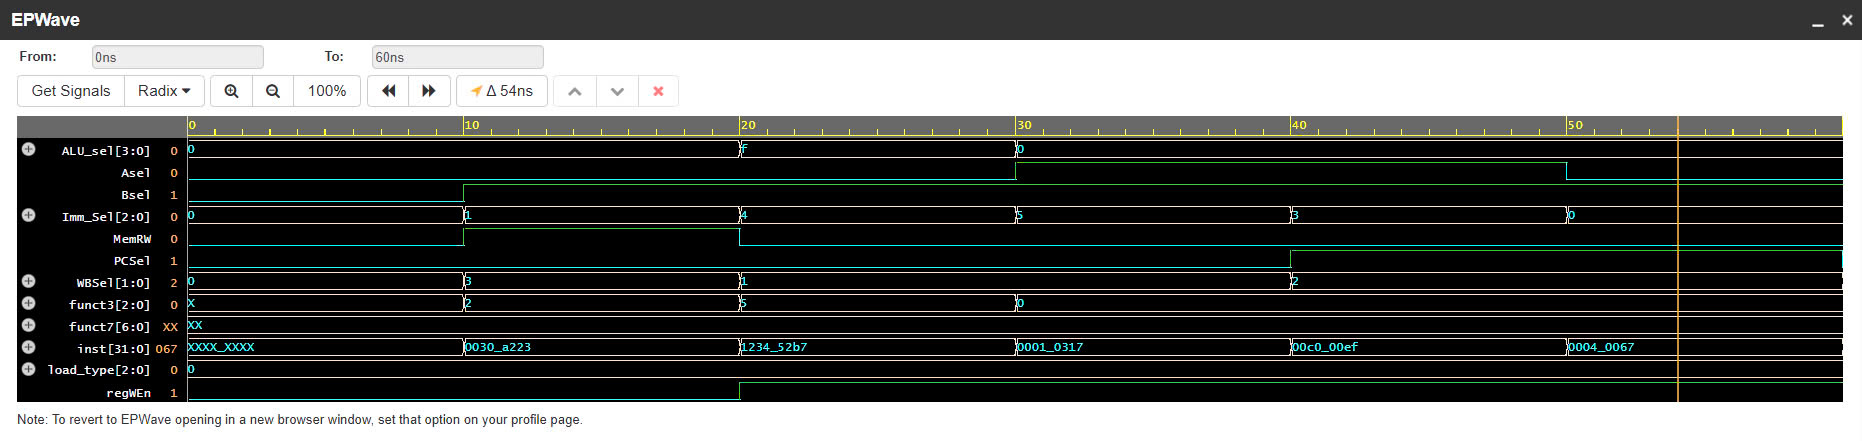 EPWave
From: 0ns To: 60ns
Get Signals Radix 100% Δ 54ns
0 10 20 30 40 50
ALU_sel[3:0] 0 0 f 0
Asel 0
Bsel 1
Imm_Sel[2:0] 0 0 1 4 5 3 0
MemRW 0
PCSel 1
WBSel[1:0] 2 0 3 1 2
funct3[2:0] 0 X 2 5 0
funct7[6:0] XX XX
inst[31:0] 067 XXXX_XXXX 0030_a223 1234_52b7 0001_0317 00c0_00ef 0004_0067
load_type[2:0] 0 0
regWEn 1
Note: To revert to EPWave opening in a new browser window, set that option on your profile page.